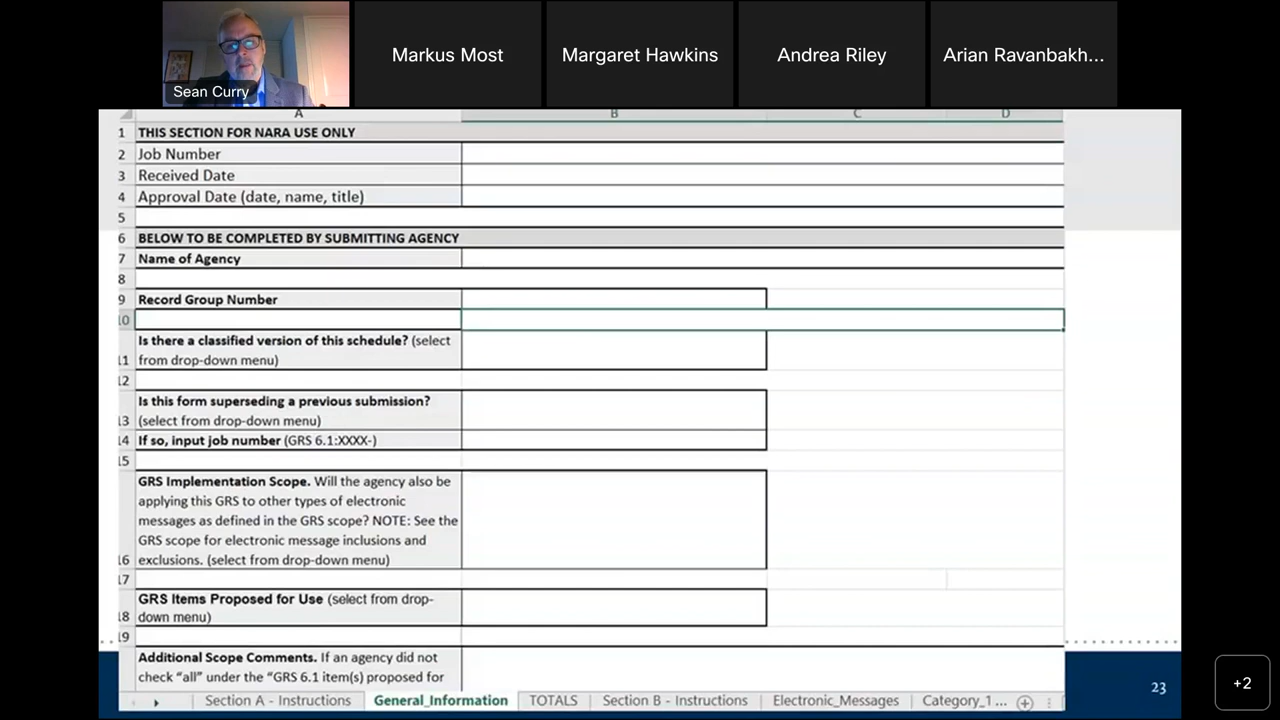 Sean Curry
Markus Most
Margaret Hawkins
Andrea Riley
Arian Ravanbakh...
A B C D
1 THIS SECTION FOR NARA USE ONLY
2 Job Number
3 Received Date
4 Approval Date (date, name, title)
5
6 BELOW TO BE COMPLETED BY SUBMITTING AGENCY
7 Name of Agency
8
9 Record Group Number
10
Is there a classified version of this schedule? (select
11 from drop-down menu)
12
Is this form superseding a previous submission?
13 (select from drop-down menu)
14 If so, input job number (GRS 6.1:XXXX-)
15
GRS Implementation Scope. Will the agency also be
applying this GRS to other types of electronic
messages as defined in the GRS scope? NOTE: See the
GRS scope for electronic message inclusions and
16 exclusions. (select from drop-down menu)
17
GRS Items Proposed for Use (select from drop-
18 down menu)
19
Additional Scope Comments. If an agency did not
check “all” under the “GRS 6.1 item(s) proposed for
Section A - Instructions General_Information TOTALS Section B - Instructions Electronic_Messages Category_1 ...
23
+2